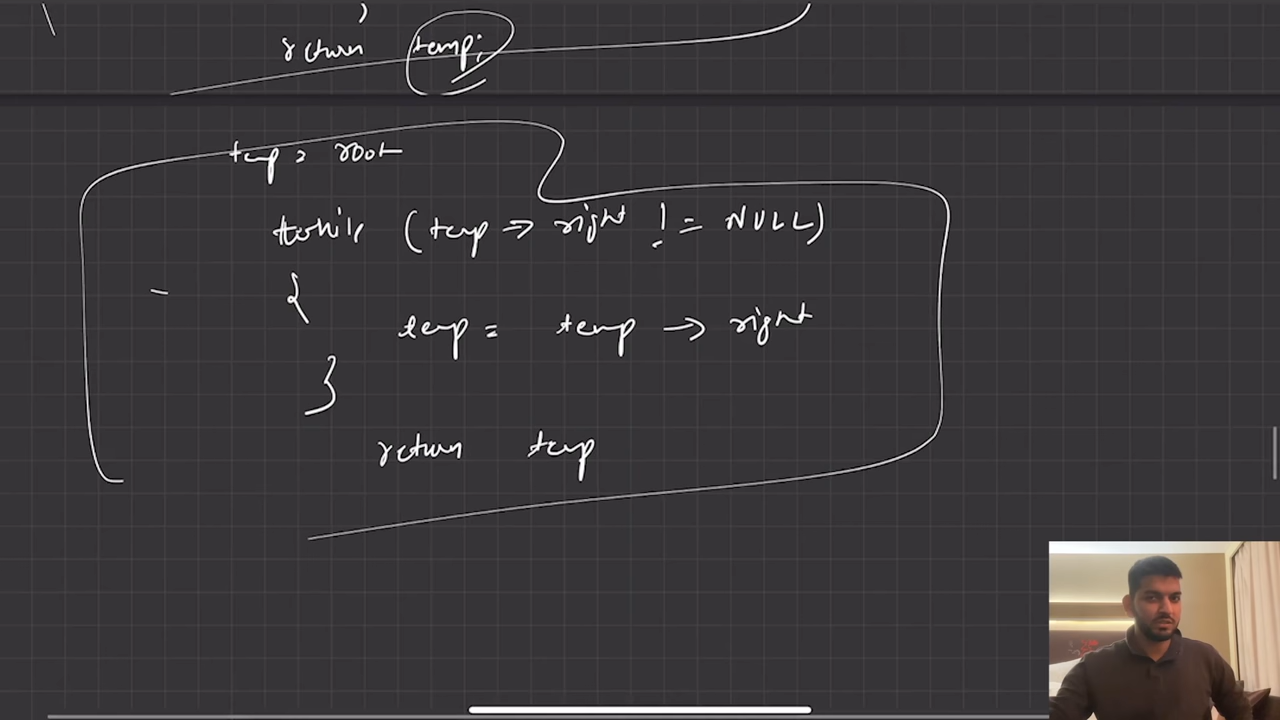 return temp;
temp = root
while (temp -> right != NULL)
{
temp = temp -> right
}
return temp